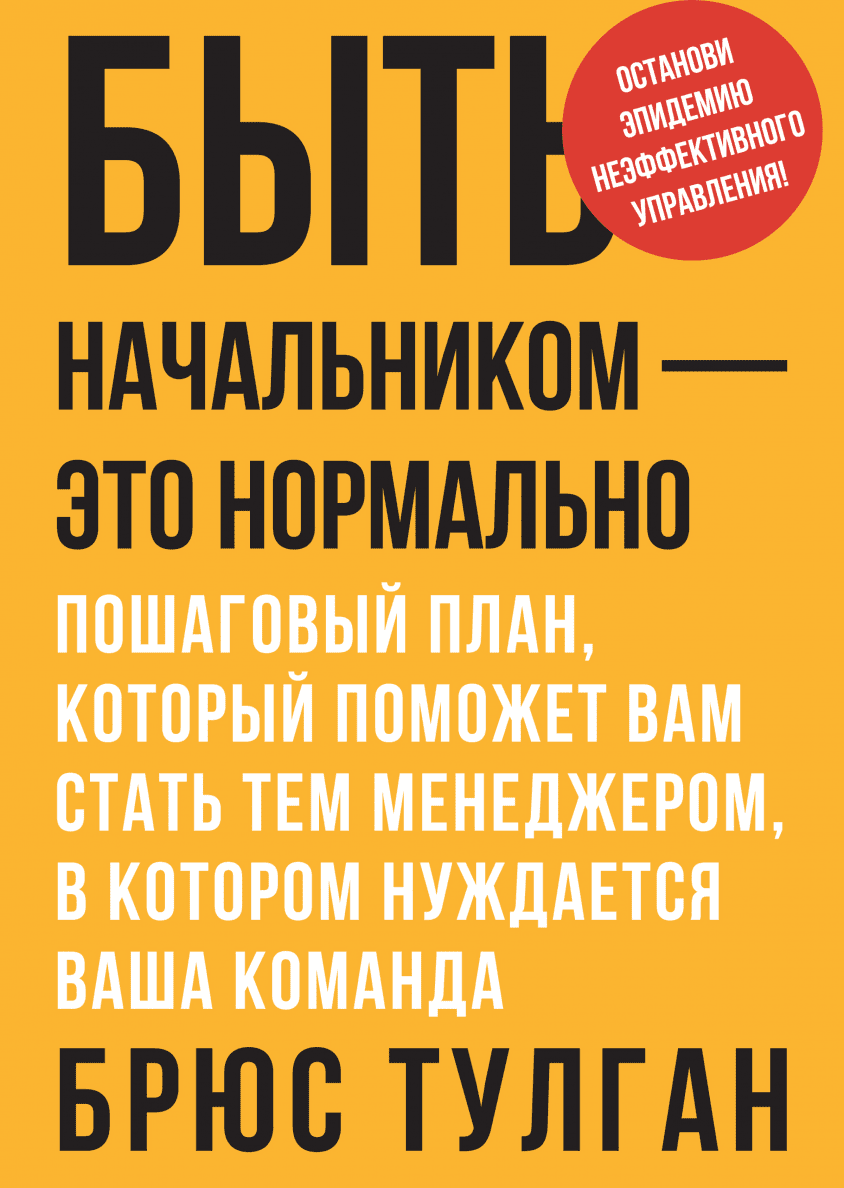 БЫТЬ
ОСТАНОВИ
ЭПИДЕМИЮ
НЕЭФФЕКТИВНОГО
УПРАВЛЕНИЯ!
НАЧАЛЬНИКОМ —
ЭТО НОРМАЛЬНО
ПОШАГОВЫЙ ПЛАН,
КОТОРЫЙ ПОМОЖЕТ ВАМ
СТАТЬ ТЕМ МЕНЕДЖЕРОМ,
В КОТОРОМ НУЖДАЕТСЯ
ВАША КОМАНДА
БРЮС ТУЛГАН